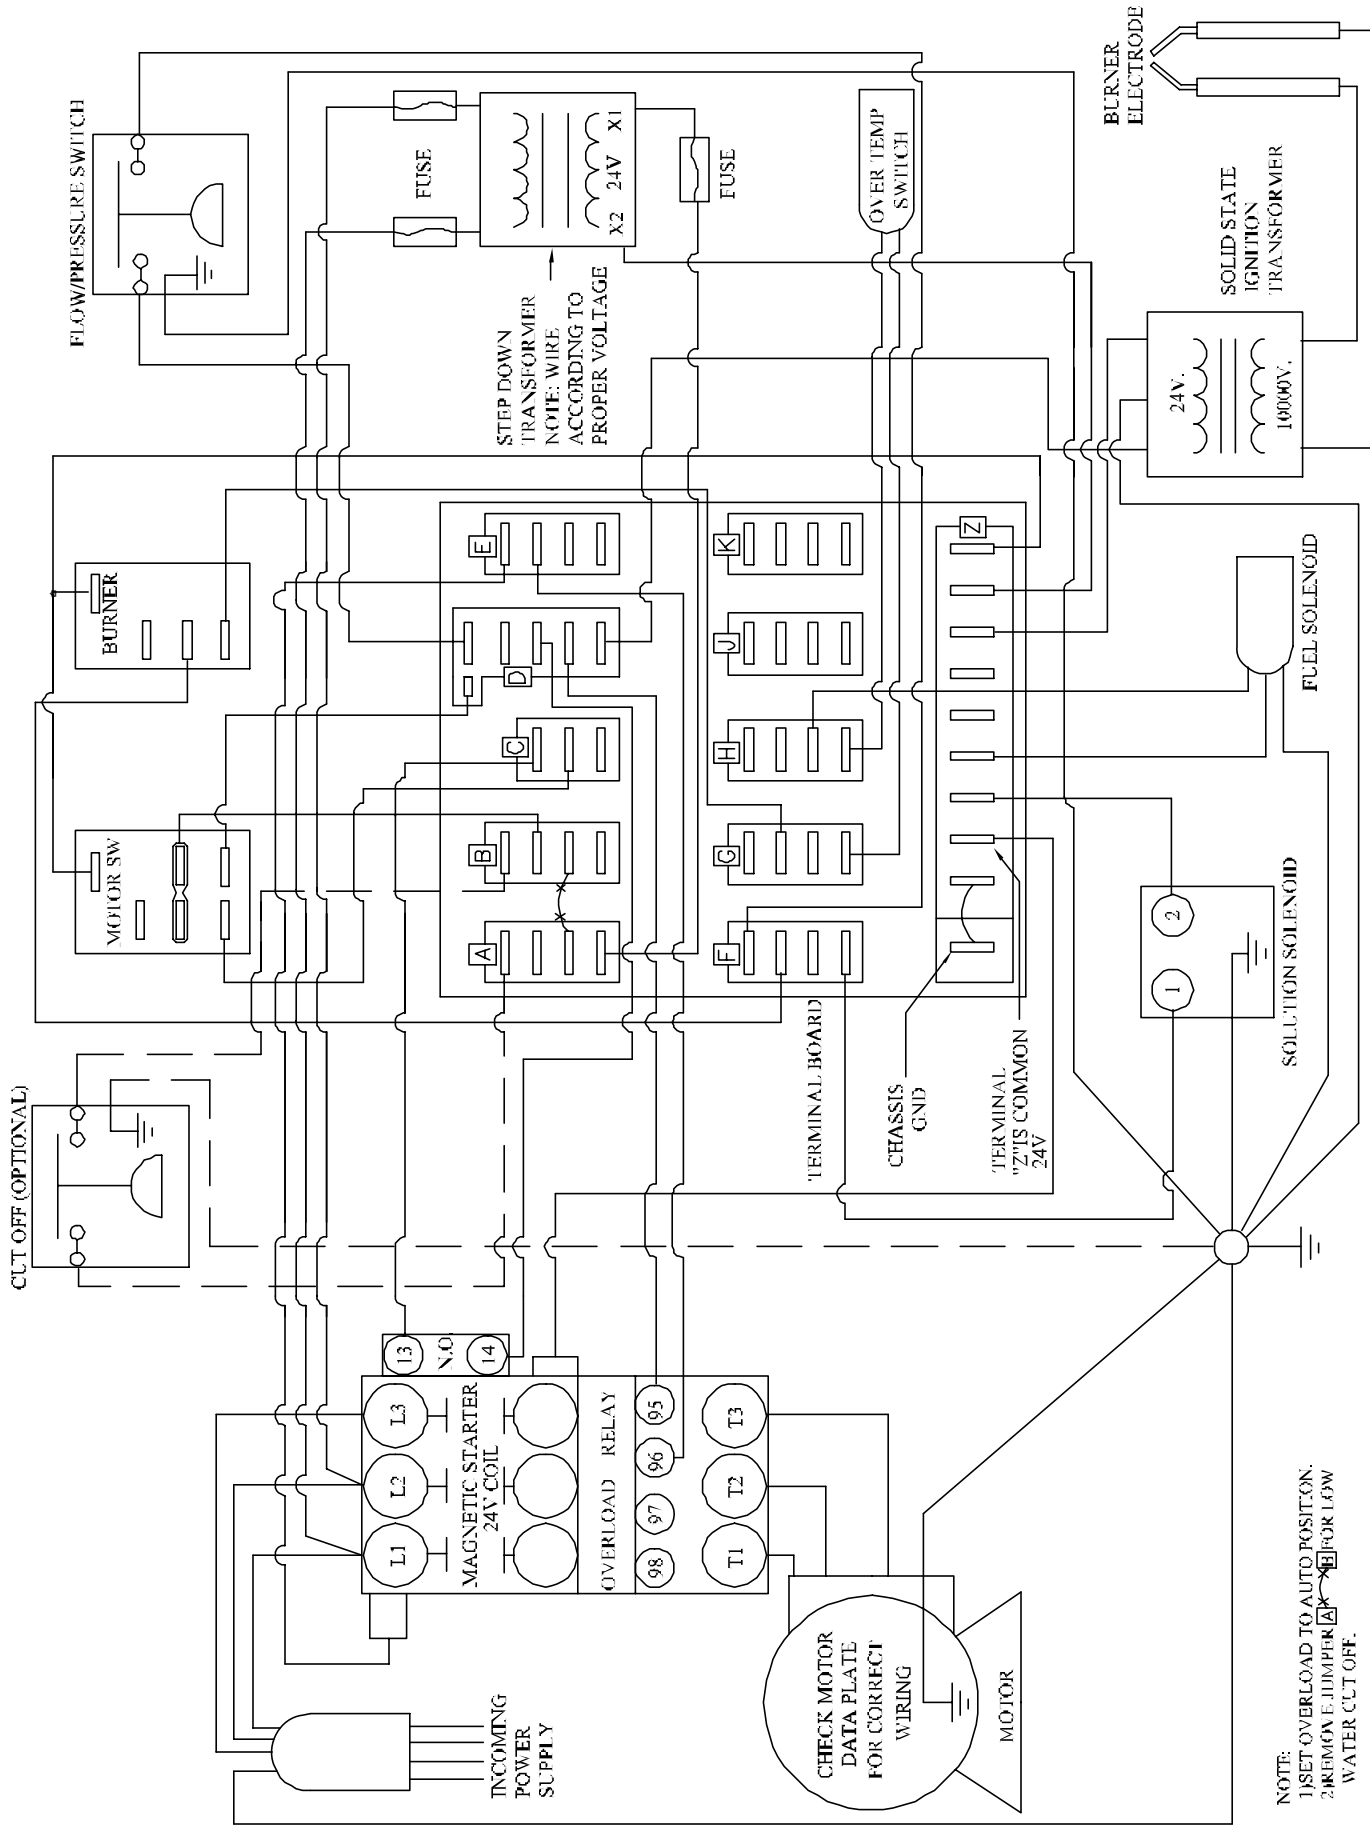 CUT OFF (OPTIONAL)
MOTOR SW
BURNER
FLOW/PRESSURE SWITCH
INCOMING
POWER
SUPPLY
L1
L2
L3
MAGNETIC STARTER
24V COIL
13
N.O
14
OVERLOAD RELAY
98
97
96
95
T1
T2
T3
CHECK MOTOR
DATA PLATE
FOR CORRECT
WIRING
MOTOR
A
B
C
D
E
F
G
H
J
K
Z
TERMINAL BOARD
CHASSIS
GND
TERMINAL
"Z"IS COMMON
24V
FUSE
STEP DOWN
TRANSFORMER
NOTE: WIRE
ACCORDING TO
PROPER VOLTAGE
X2 24V X1
FUSE
OVER TEMP
SWITCH
BURNER
ELECTRODE
SOLID STATE
IGNITION
TRANSFORMER
24V.
10000V.
FUEL SOLENOID
1
2
SOLUTION SOLENOID
NOTE:
1)SET OVERLOAD TO AUTO POSITION.
2)REMOVE JUMPER A B FOR LOW
WATER CUT OFF.